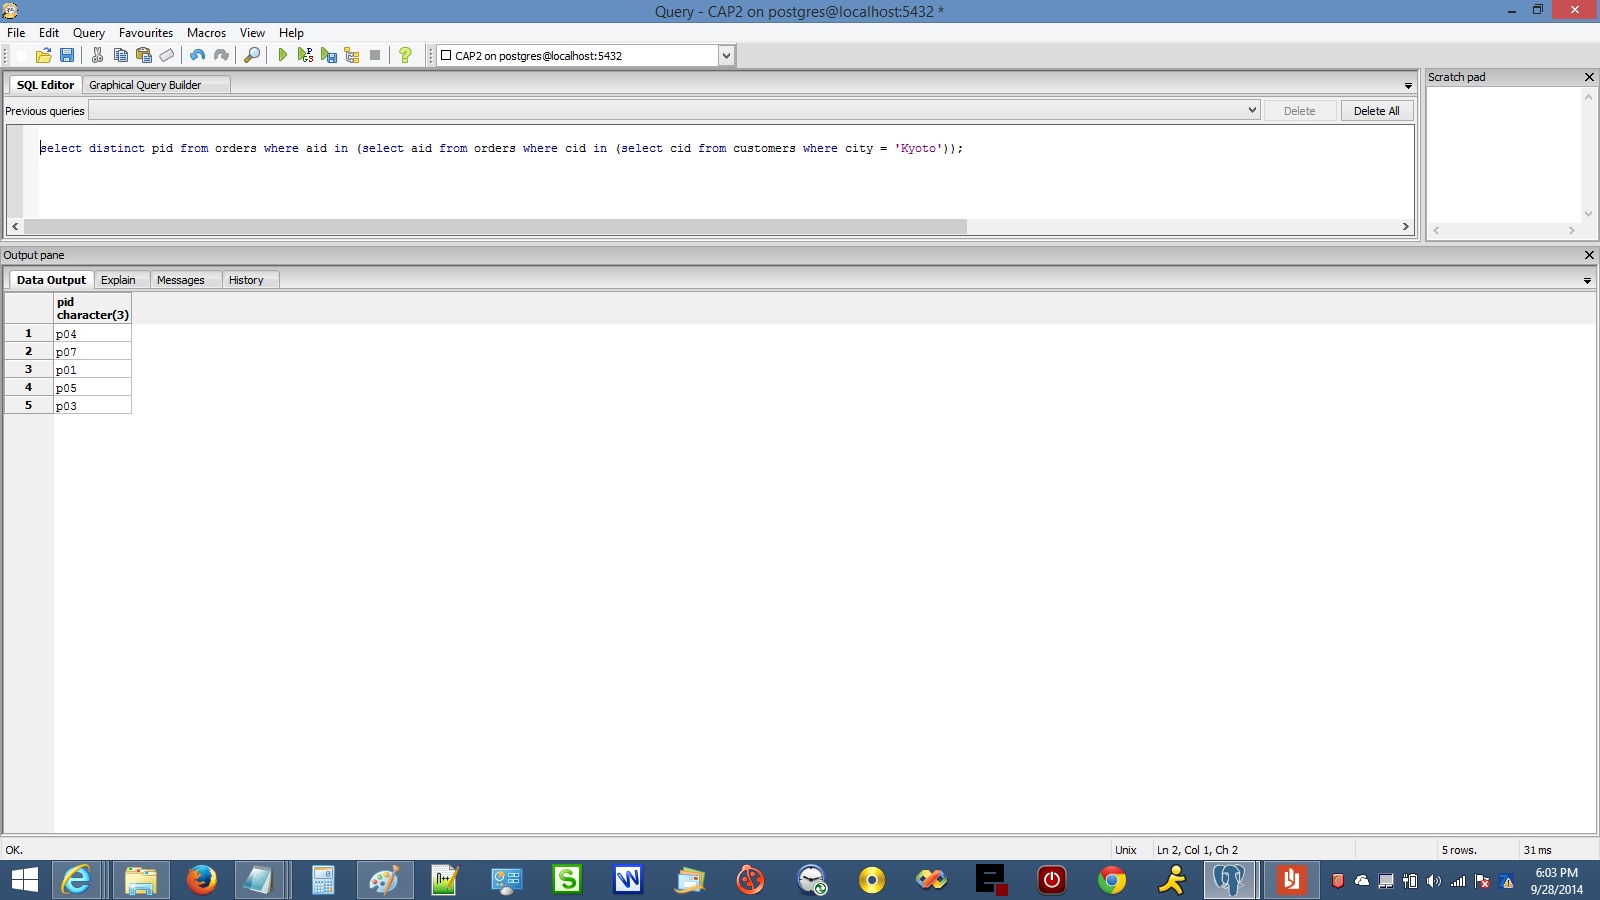 Query - CAP2 on postgres@localhost:5432 *
File Edit Query Favourites Macros View Help
CAP2 on postgres@localhost:5432
SQL Editor Graphical Query Builder
Scratch pad
Previous queries
Delete Delete All
select distinct pid from orders where aid in (select aid from orders where cid in (select cid from customers where city = 'Kyoto'));
Output pane
Data Output Explain Messages History
pid
character(3)
1 p04
2 p07
3 p01
4 p05
5 p03
OK. Unix Ln 2, Col 1, Ch 2 5 rows. 31 ms
6:03 PM
9/28/2014